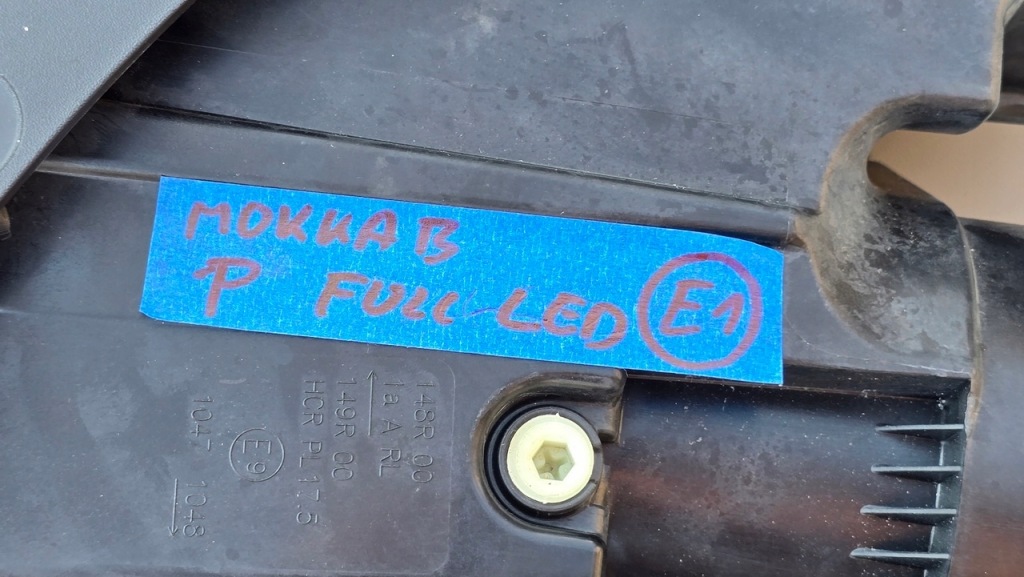 MOKKA B
P FULL LED E1
148R 00
1a A RL
149R 00
HCR PL 17.5
E9
1047 1048